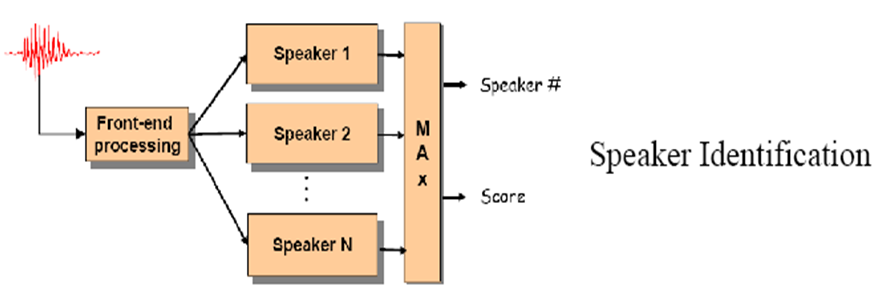 Speaker 1
Speaker #
Front-end
processing
Speaker 2
M
A
x
Speaker Identification
Score
Speaker N